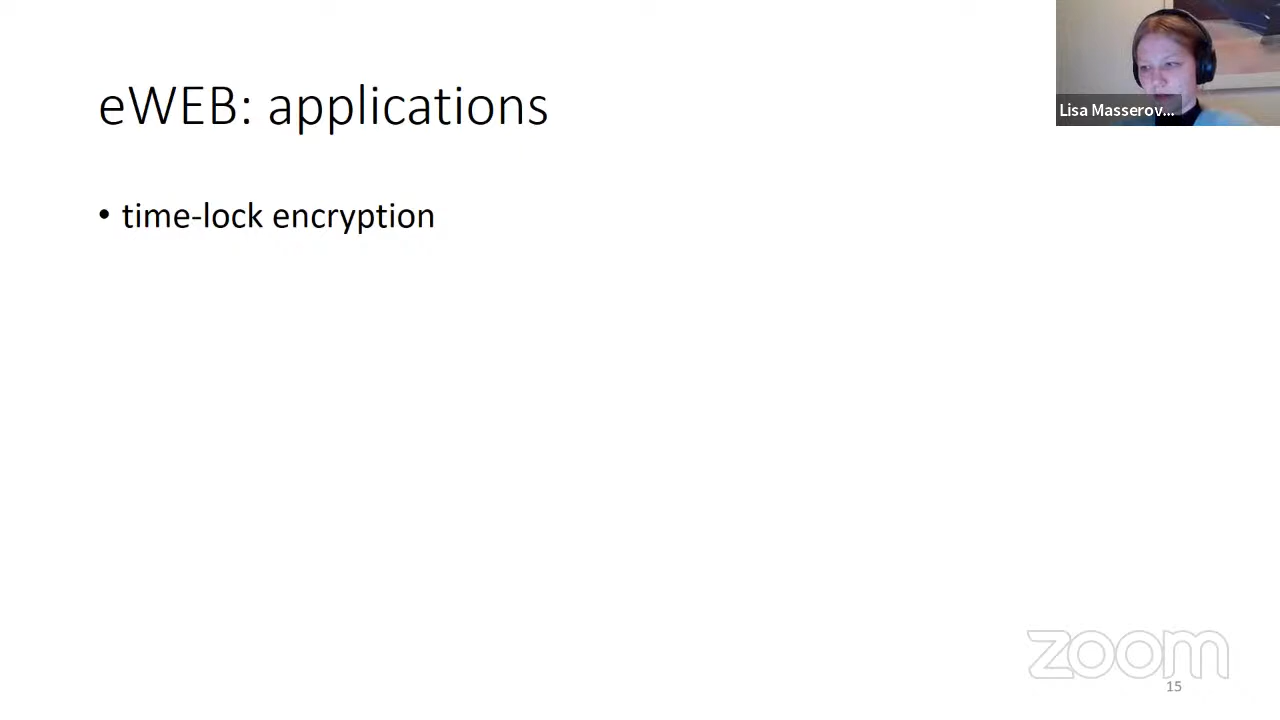 eWEB: applications
Lisa Masserov...
• time-lock encryption
zoom
15